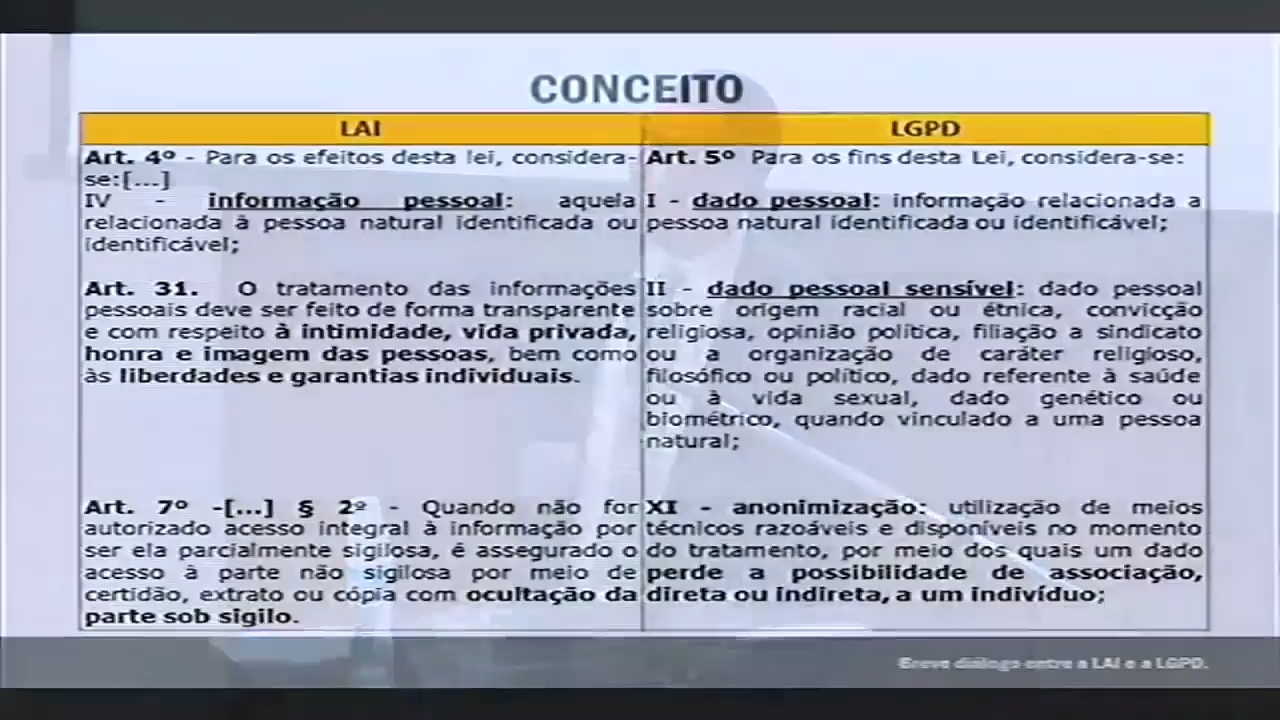 CONCEITO
LAI
LGPD
Art. 4º - Para os efeitos desta lei, considera-
se:[...]
IV - informação pessoal: aquela
relacionada à pessoa natural identificada ou
identificável;
Art. 31. O tratamento das informações
pessoais deve ser feito de forma transparente
e com respeito à intimidade, vida privada,
honra e imagem das pessoas, bem como
às liberdades e garantias individuais.
Art. 7º -[...] § 2º - Quando não for
autorizado acesso integral à informação por
ser ela parcialmente sigilosa, é assegurado o
acesso à parte não sigilosa por meio de
certidão, extrato ou cópia com ocultação da
parte sob sigilo.
Art. 5º Para os fins desta Lei, considera-se:
I - dado pessoal: informação relacionada a
pessoa natural identificada ou identificável;
II - dado pessoal sensível: dado pessoal
sobre origem racial ou étnica, convicção
religiosa, opinião política, filiação a sindicato
ou a organização de caráter religioso,
filosófico ou político, dado referente à saúde
ou à vida sexual, dado genético ou
biométrico, quando vinculado a uma pessoa
natural;
XI - anonimização: utilização de meios
técnicos razoáveis e disponíveis no momento
do tratamento, por meio dos quais um dado
perde a possibilidade de associação,
direta ou indireta, a um indivíduo;
Breve diálogo entre a LAI e a LGPD.